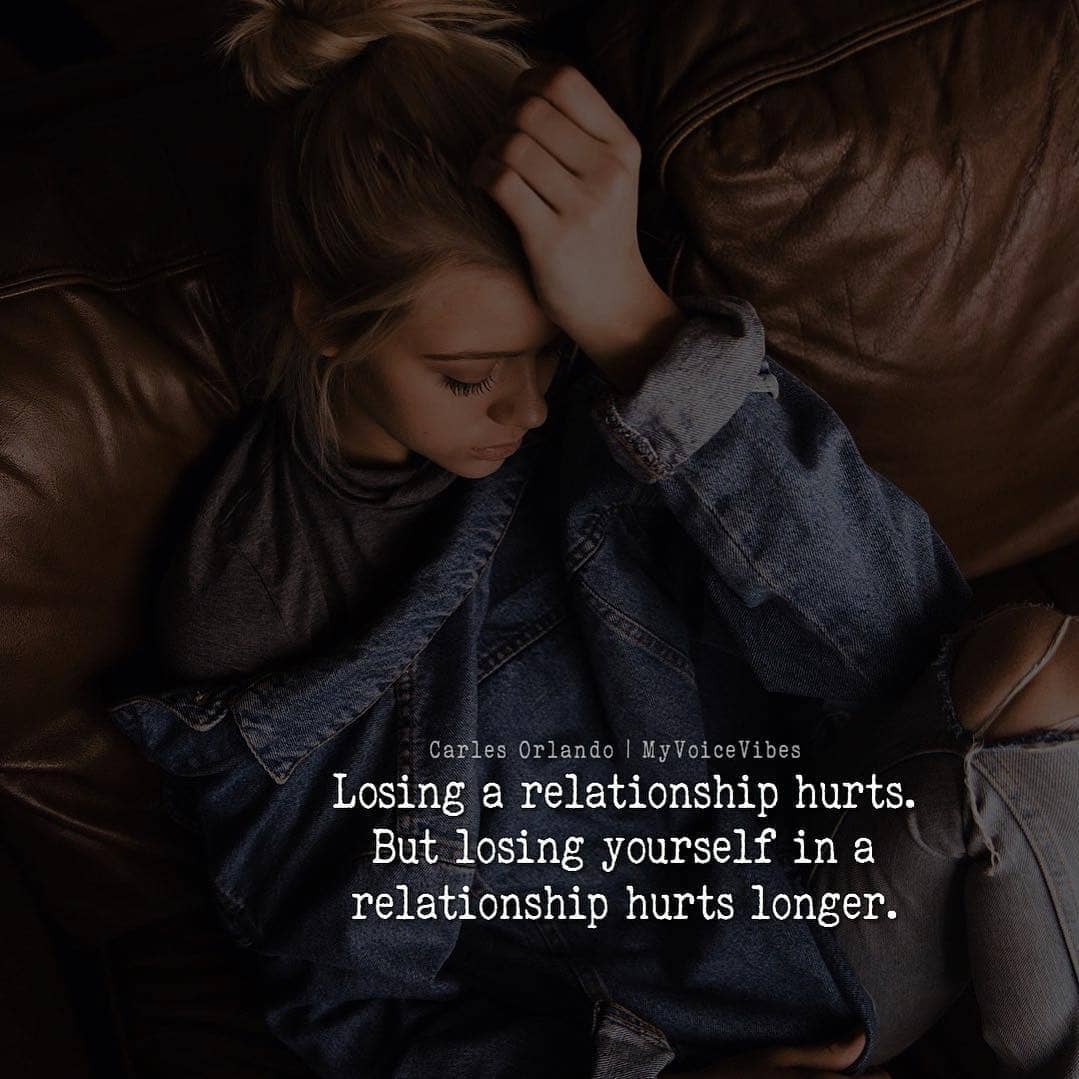 Carles Orlando | MyVoiceVibes
Losing a relationship hurts.
But losing yourself in a
relationship hurts longer.